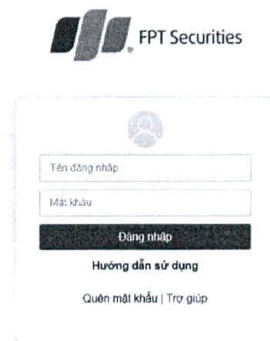 FPT Securities
Tên đăng nhập
Mật khẩu
Đăng nhập
Hướng dẫn sử dụng
Quên mật khẩu | Trợ giúp